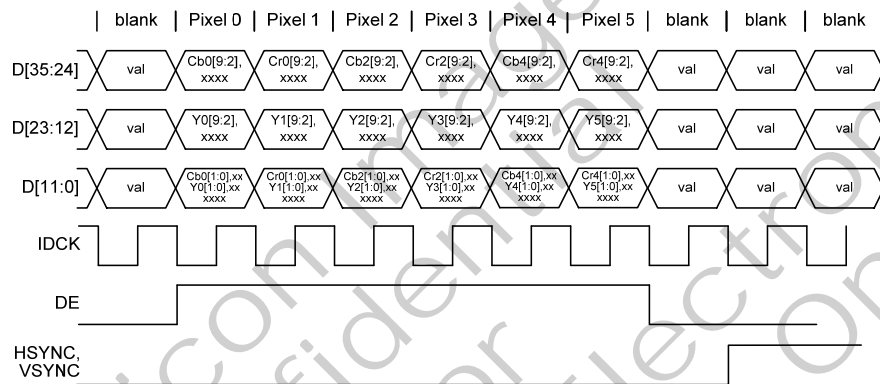 blank | Pixel 0 | Pixel 1 | Pixel 2 | Pixel 3 | Pixel 4 | Pixel 5 | blank | blank | blank
D[35:24] val Cb0[9:2], Cr0[9:2], Cb2[9:2], Cr2[9:2], Cb4[9:2], Cr4[9:2], val val val
xxxx xxxx xxxx xxxx xxxx xxxx
D[23:12] val Y0[9:2], Y1[9:2], Y2[9:2], Y3[9:2], Y4[9:2], Y5[9:2], val val val
xxxx xxxx xxxx xxxx xxxx xxxx
D[11:0] val Cb0[1:0],xx Cr0[1:0],xx Cb2[1:0],xx Cr2[1:0],xx Cb4[1:0],xx Cr4[1:0],xx val val val
Y0[1:0],xx Y1[1:0],xx Y2[1:0],xx Y3[1:0],xx Y4[1:0],xx Y5[1:0],xx
xxxx xxxx xxxx xxxx xxxx xxxx
IDCK
DE
HSYNC,
VSYNC